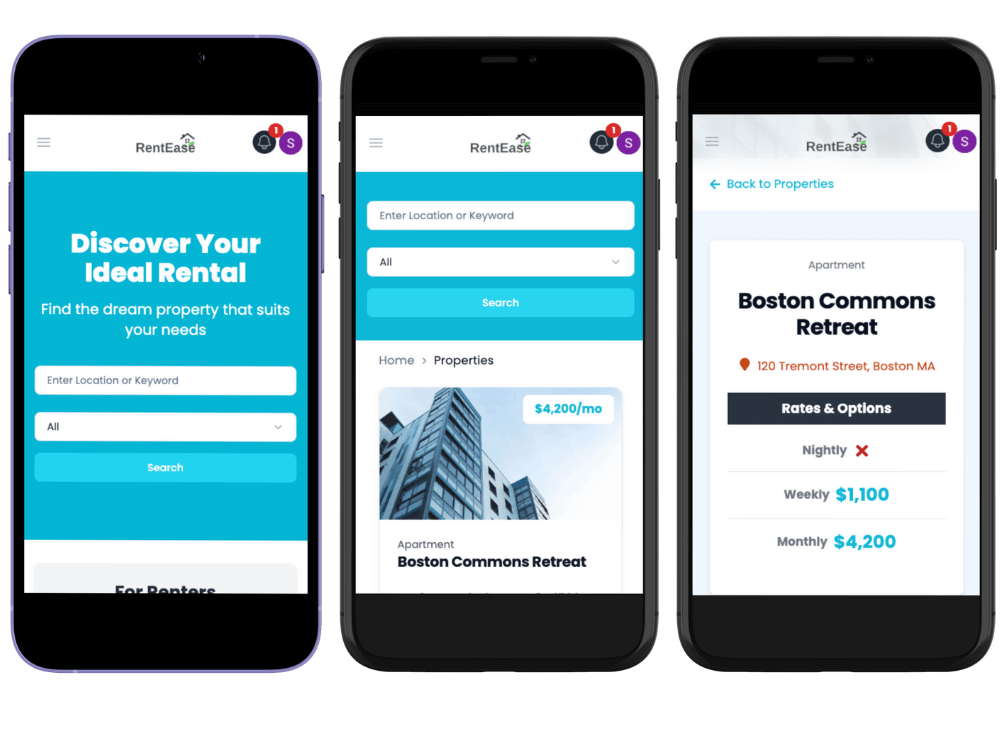 RentEase
1
S
Discover Your
Ideal Rental
Find the dream property that suits
your needs
Enter Location or Keyword
All
Search
For Renters
RentEase
1
S
Enter Location or Keyword
All
Search
Home > Properties
$4,200/mo
Apartment
Boston Commons Retreat
RentEase
1
S
← Back to Properties
Apartment
Boston Commons
Retreat
120 Tremont Street, Boston MA
Rates & Options
Nightly
Weekly $1,100
Monthly $4,200